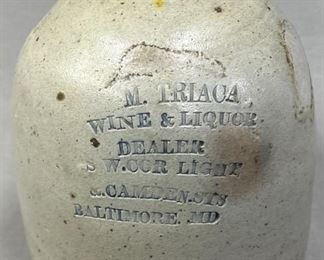 M. TRIACA
WINE & LIQUOR
DEALER
S W.COR LIGHT
& CAMDEN.STS
BALTIMORE. MD